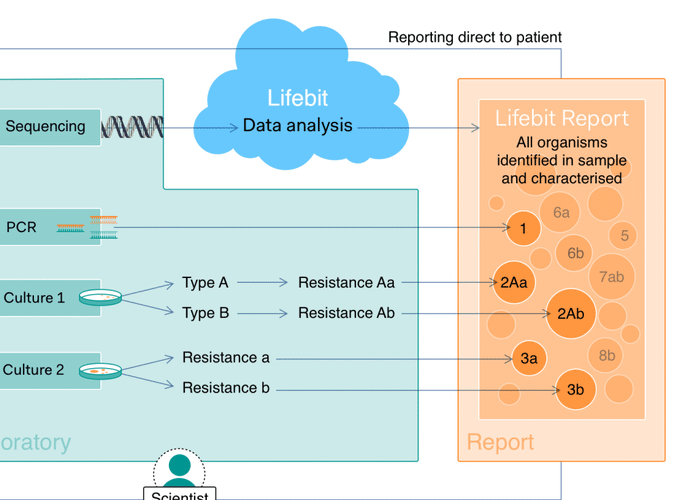 Reporting direct to patient
Lifebit
Data analysis
Sequencing
Lifebit Report
All organisms
identified in sample
and characterised
PCR
1
6a
5
6b
Culture 1
Type A
Resistance Aa
2Aa
7ab
Type B
Resistance Ab
2Ab
Culture 2
Resistance a
3a
8b
Resistance b
3b
oratory
Report
Scientist